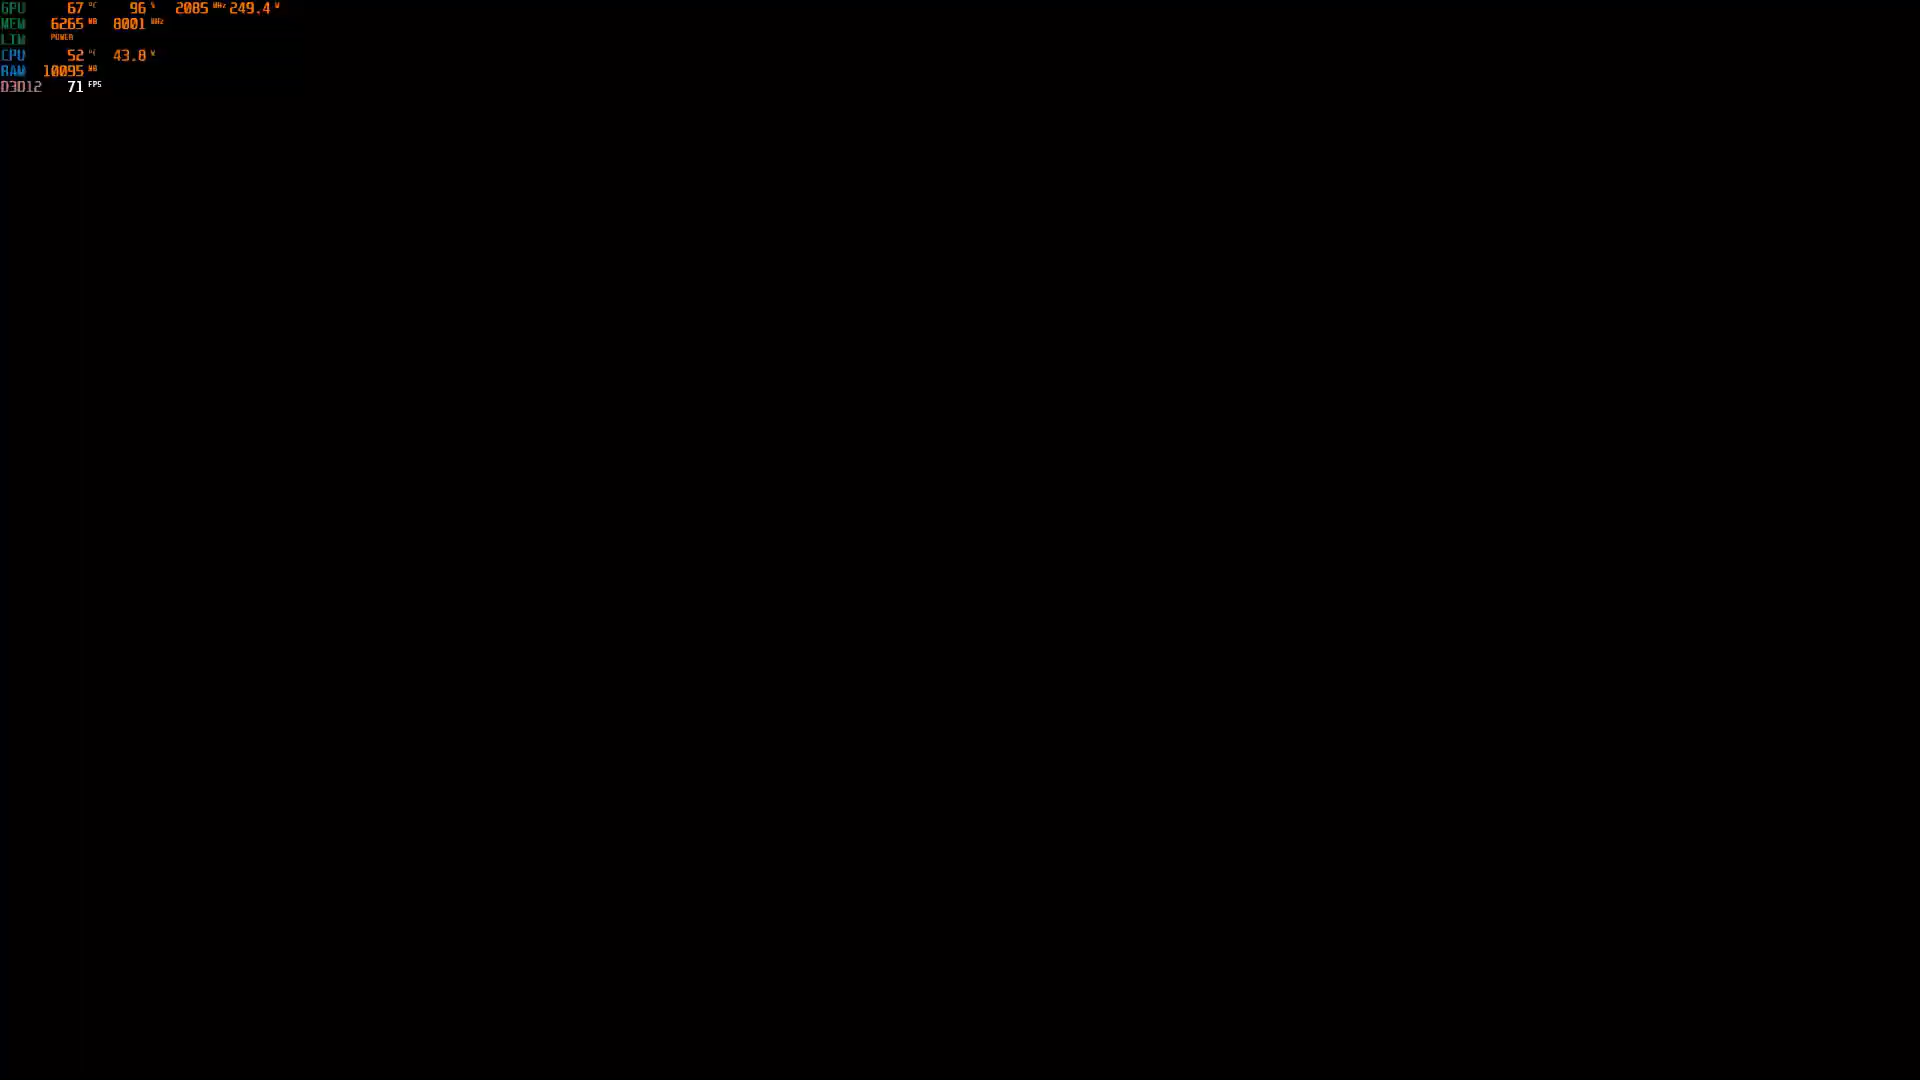 GPU 67 °C 96 % 2085 MHz 249.4 W
MEM 6265 MB 8001 MHz
LIM POWER
CPU 52 °C 43.8 W
RAM 10095 MB
D3D12 71 FPS